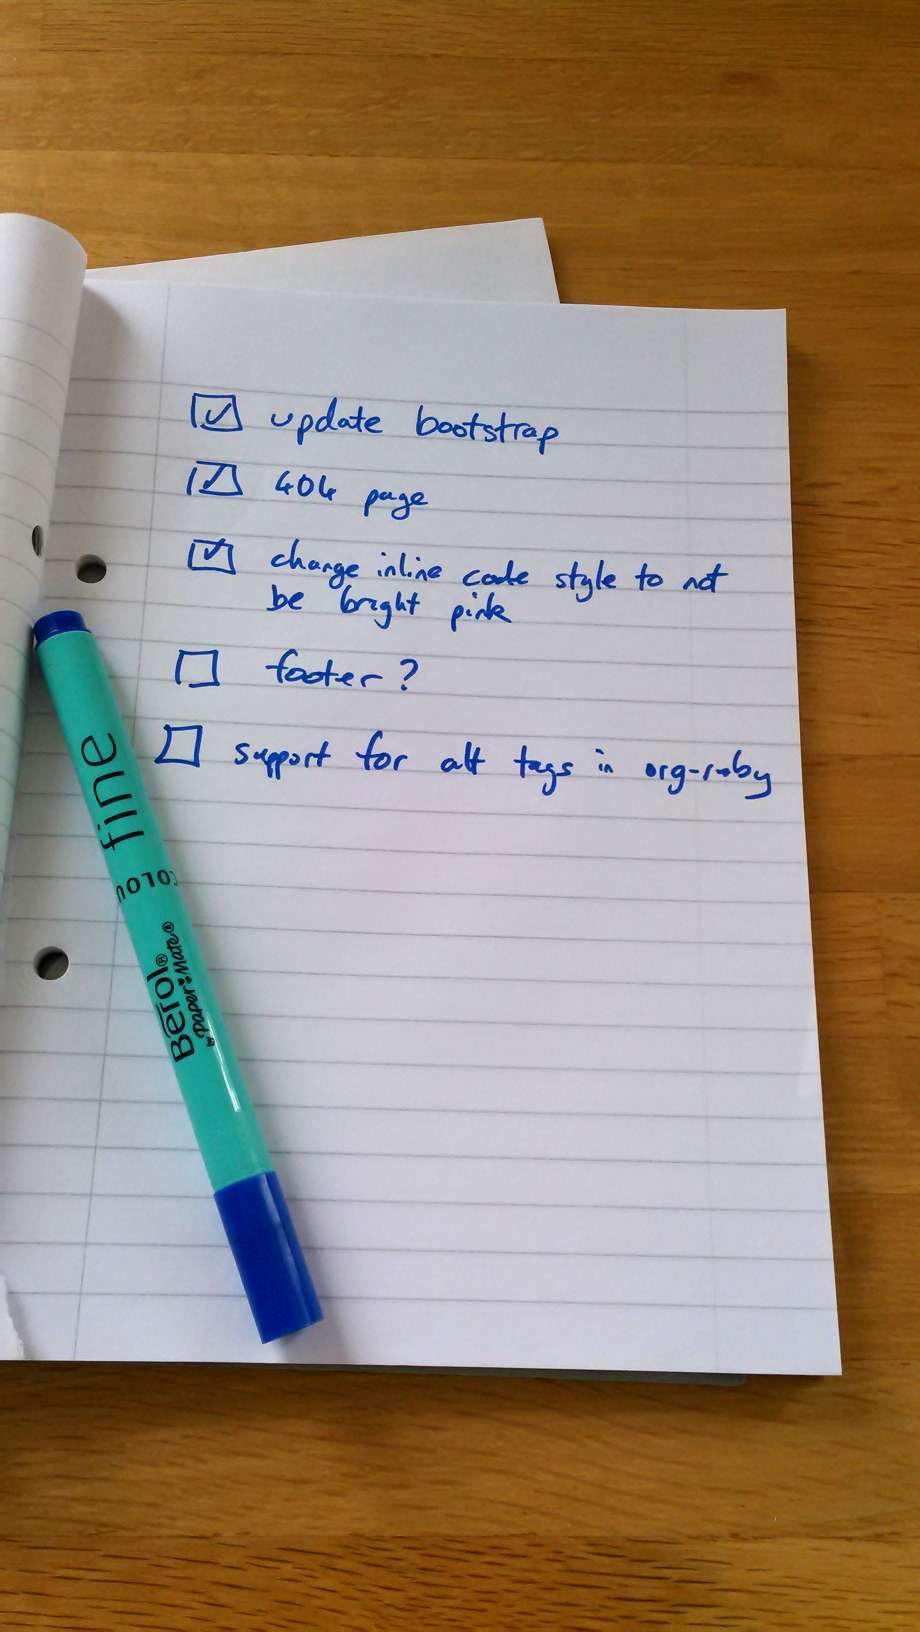 ☑ update bootstrap
☑ 404 page
☑ change inline code style to not
be bright pink
☐ footer?
☐ support for alt tags in org-ruby
fine
COLOU
Berol®
by Paper Mate®